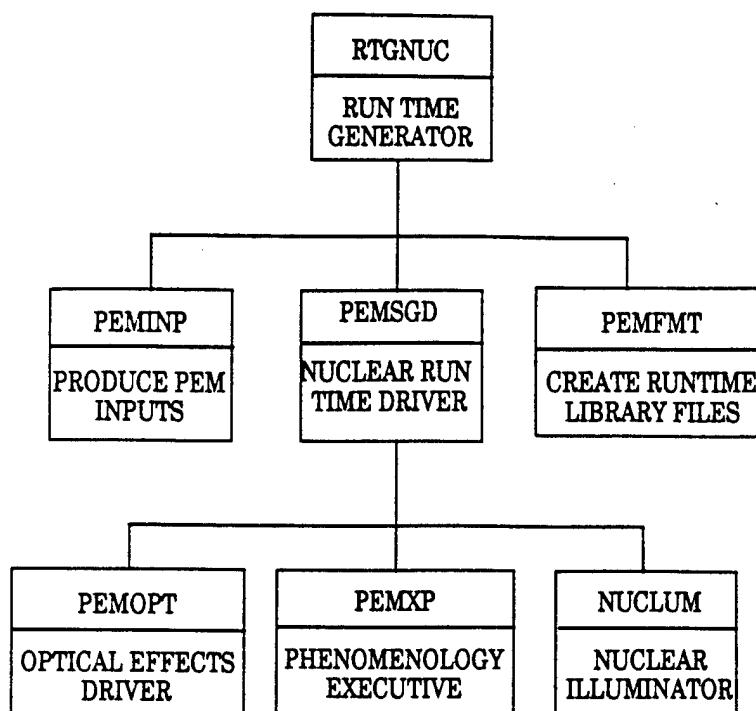 RTGNUC
RUN TIME
GENERATOR
PEMINP
PRODUCE PEM
INPUTS
PEMSGD
NUCLEAR RUN
TIME DRIVER
PEMFMT
CREATE RUNTIME
LIBRARY FILES
PEMOPT
OPTICAL EFFECTS
DRIVER
PEMXP
PHENOMENOLOGY
EXECUTIVE
NUCLUM
NUCLEAR
ILLUMINATOR